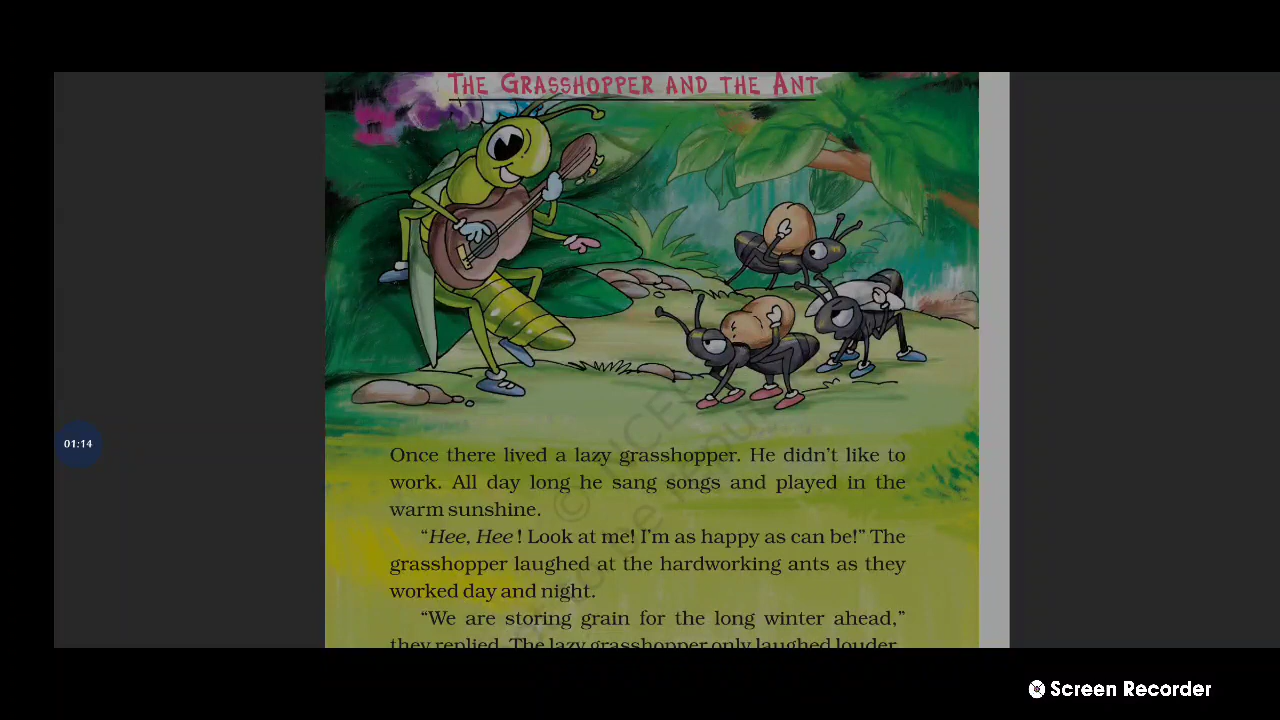 THE GRASSHOPPER AND THE ANT
Once there lived a lazy grasshopper. He didn't like to
work. All day long he sang songs and played in the
warm sunshine.
"Hee, Hee! Look at me! I'm as happy as can be!" The
grasshopper laughed at the hardworking ants as they
worked day and night.
"We are storing grain for the long winter ahead,"
they replied. The lazy grasshopper only laughed louder.
01:14
Screen Recorder